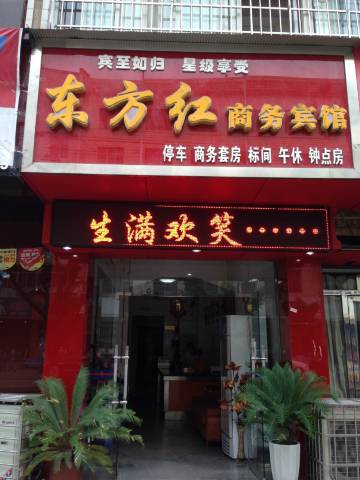 宾至如归 星级享受
东方红商务宾馆
停车 商务套房 标间 午休 钟点房
生满欢笑......